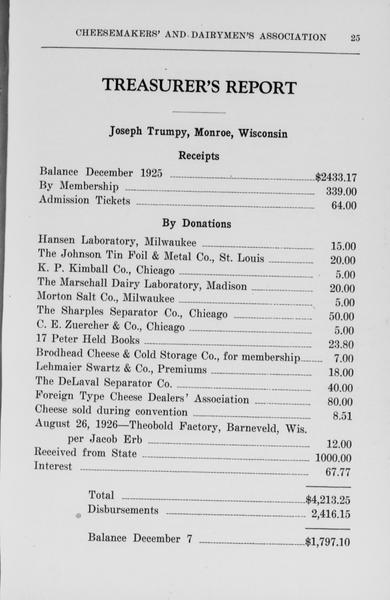 CHEESEMAKERS' AND DAIRYMEN'S ASSOCIATION 25
TREASURER'S REPORT
Joseph Trumpy, Monroe, Wisconsin
Receipts
Balance December 1925 $2433.17
By Membership 339.00
Admission Tickets 64.00
By Donations
Hansen Laboratory, Milwaukee 15.00
The Johnson Tin Foil & Metal Co., St. Louis 20.00
K. P. Kimball Co., Chicago 5.00
The Marschall Dairy Laboratory, Madison 20.00
Morton Salt Co., Milwaukee 5.00
The Sharples Separator Co., Chicago 50.00
C. E. Zuercher & Co., Chicago 5.00
17 Peter Held Books 23.80
Brodhead Cheese & Cold Storage Co., for membership 7.00
Lehmaier Swartz & Co., Premiums 18.00
The DeLaval Separator Co. 40.00
Foreign Type Cheese Dealers' Association 80.00
Cheese sold during convention 8.51
August 26, 1926—Theobold Factory, Barneveld, Wis.
per Jacob Erb 12.00
Received from State 1000.00
Interest 67.77
Total $4,213.25
Disbursements 2,416.15
Balance December 7 $1,797.10